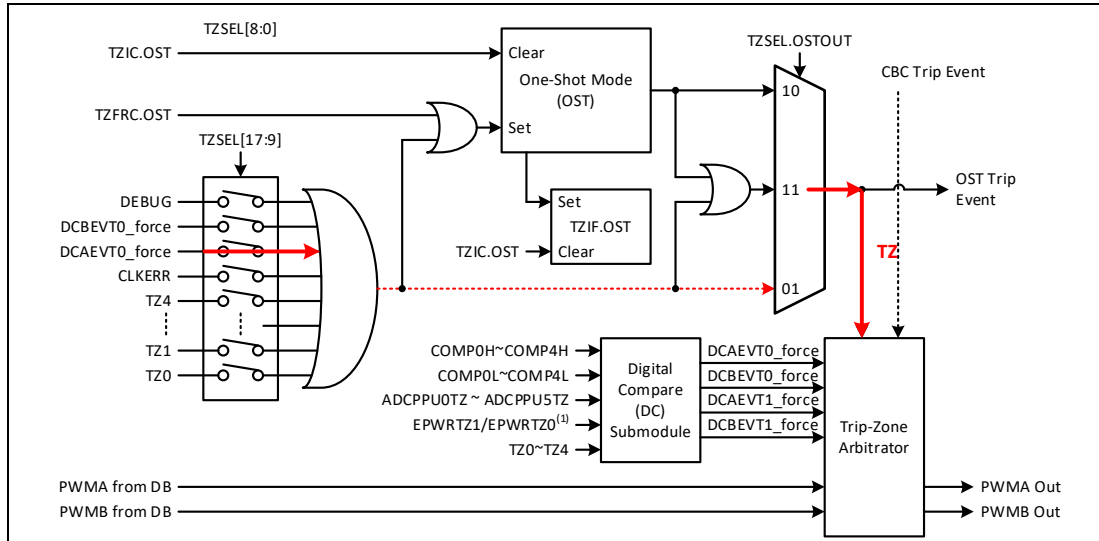 TZSEL[8:0]
TZIC.OST
Clear
One-Shot Mode
(OST)
TZSEL.OSTOUT
CBC Trip Event
10
TZFRC.OST
Set
TZSEL[17:9]
DEBUG
DCBEVT0_force
DCAEVT0_force
CLKERR
TZ4
TZ1
TZ0
Set
TZIF.OST
TZIC.OST
Clear
11
OST Trip
Event
TZ
01
COMP0H~COMP4H
COMP0L~COMP4L
ADCPPU0TZ ~ ADCPPU5TZ
EPWRTZ1/EPWRTZ0(1)
TZ0~TZ4
Digital
Compare
(DC)
Submodule
DCAEVT0_force
DCBEVT0_force
DCAEVT1_force
DCBEVT1_force
Trip-Zone
Arbitrator
PWMA from DB
PWMB from DB
PWMA Out
PWMB Out